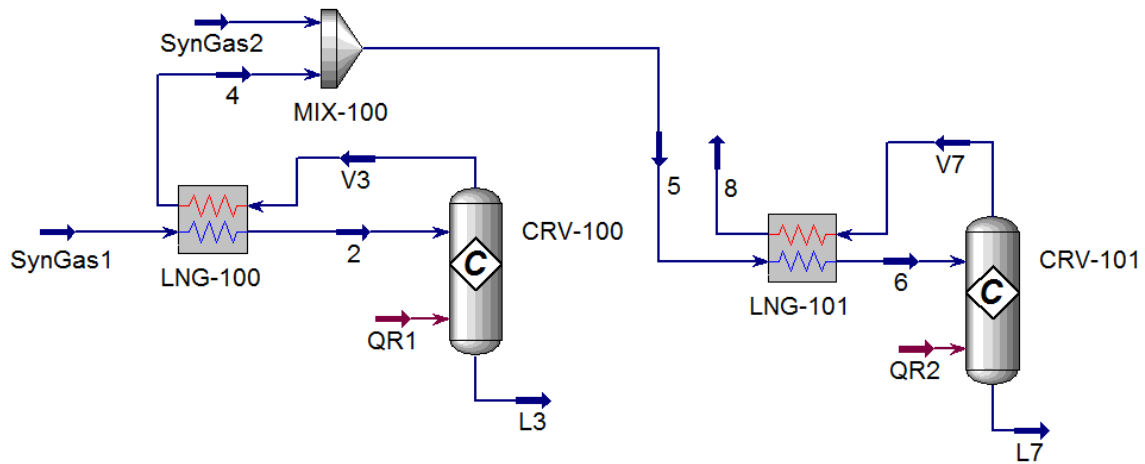 SynGas2
4
MIX-100
V3
5
8
V7
SynGas1
LNG-100
2
C
CRV-100
LNG-101
6
C
CRV-101
QR1
QR2
L3
L7